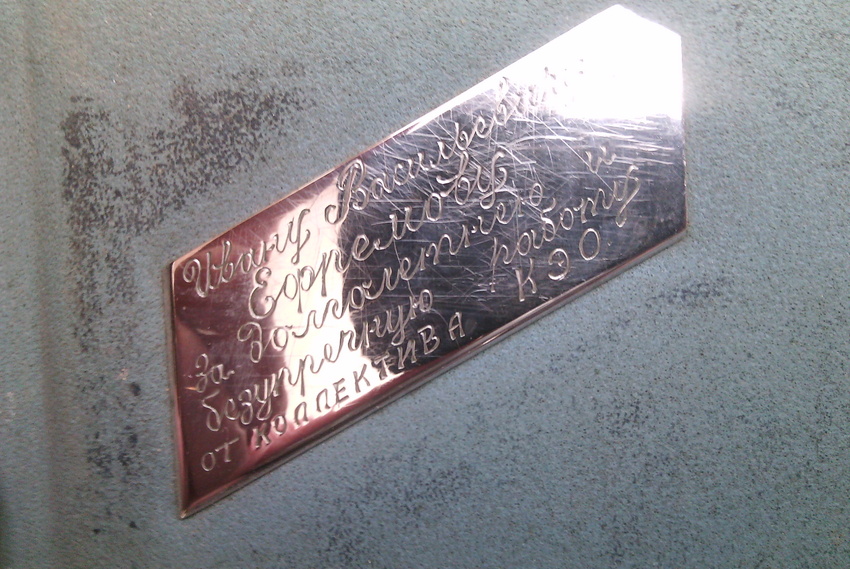 Ивану Васильевичу
Ефремову
За долголетнюю и
безупречную работу
от КОЛЛЕКТИВА КЭО